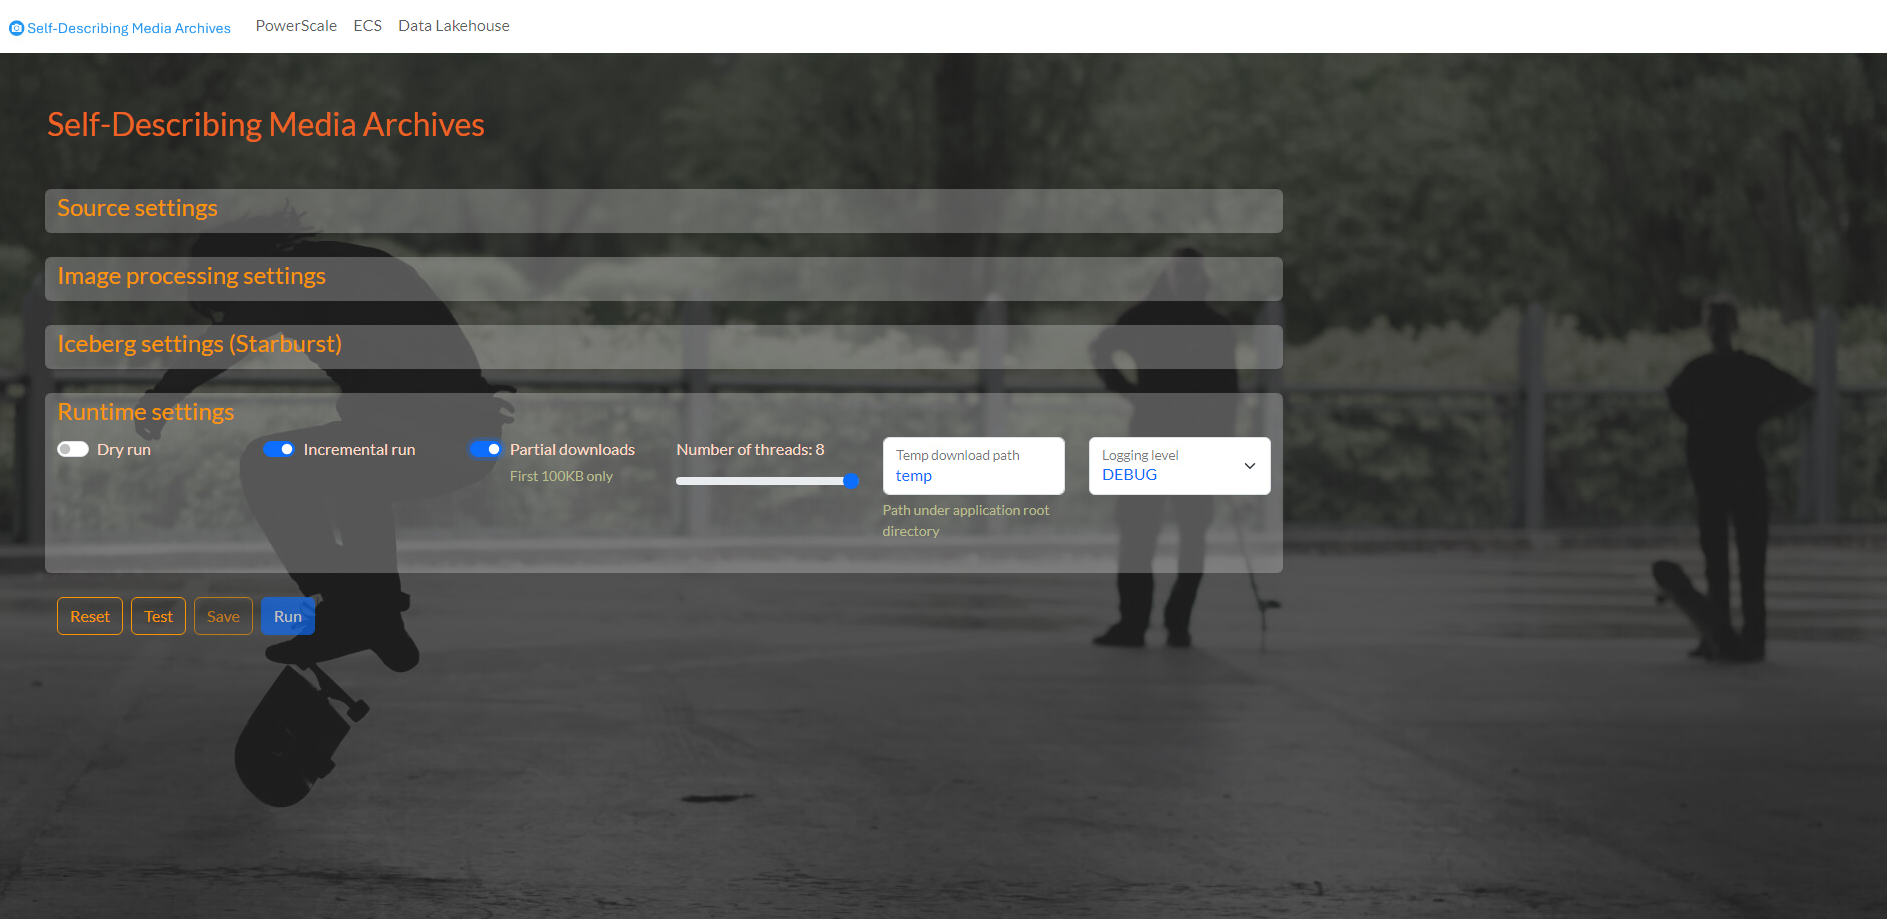 Self-Describing Media Archives PowerScale ECS Data Lakehouse
Self-Describing Media Archives
Source settings
Image processing settings
Iceberg settings (Starburst)
Runtime settings
Dry run
Incremental run
Partial downloads
First 100KB only
Number of threads: 8
Temp download path
temp
Path under application root
directory
Logging level
DEBUG
Reset Test Save Run